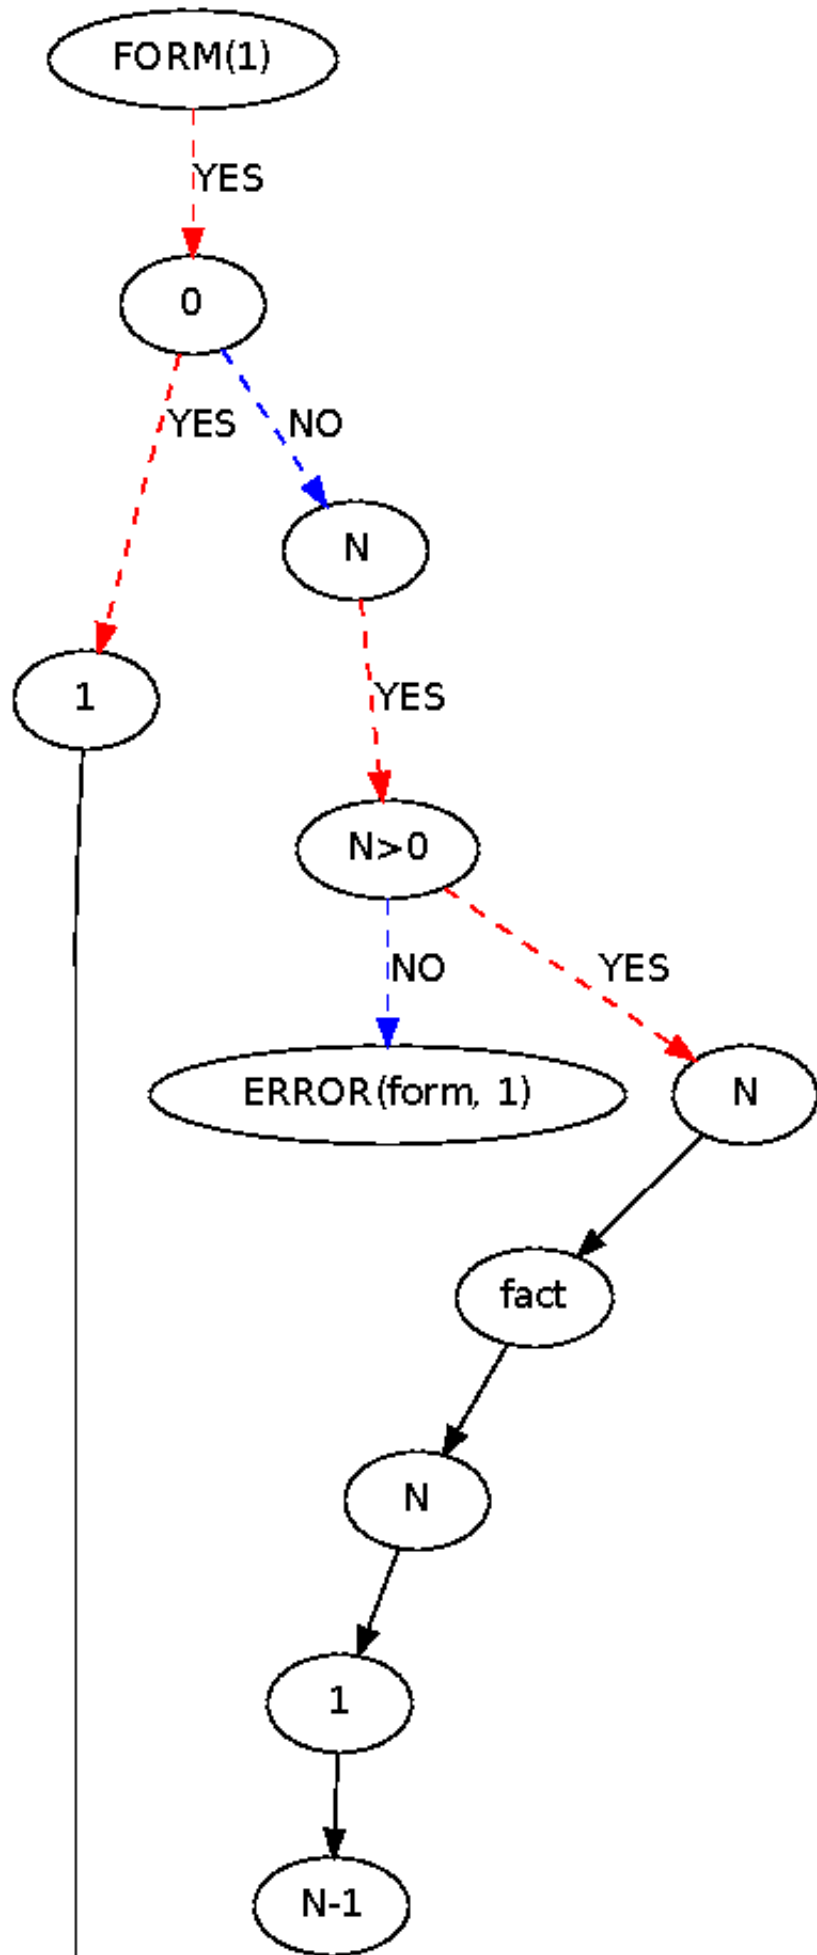 FORM(1)
YES
0
YES
NO
N
1
YES
N>0
NO
YES
ERROR(form, 1)
N
fact
N
1
N-1